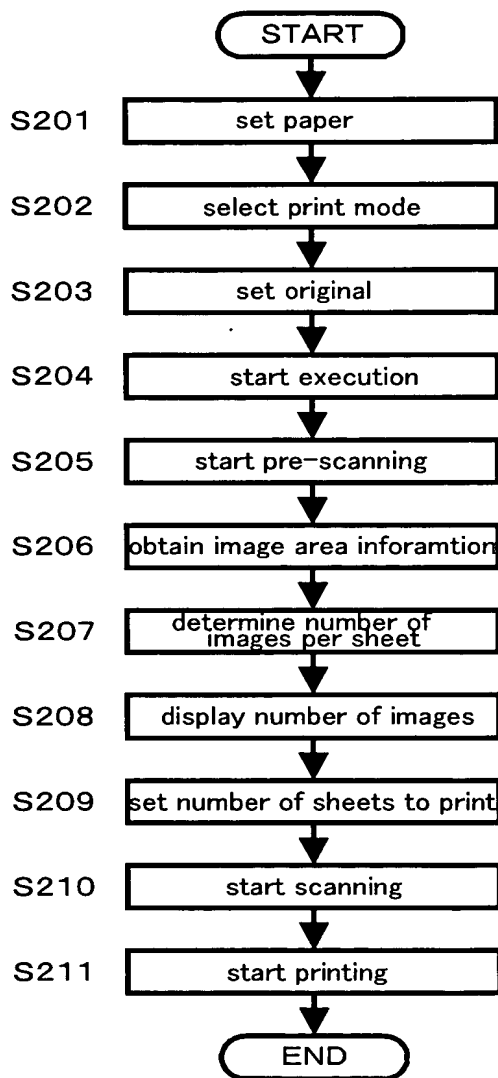 START
S201 set paper
S202 select print mode
S203 set original
S204 start execution
S205 start pre-scanning
S206 obtain image area inforamtion
S207 determine number of
images per sheet
S208 display number of images
S209 set number of sheets to print
S210 start scanning
S211 start printing
END